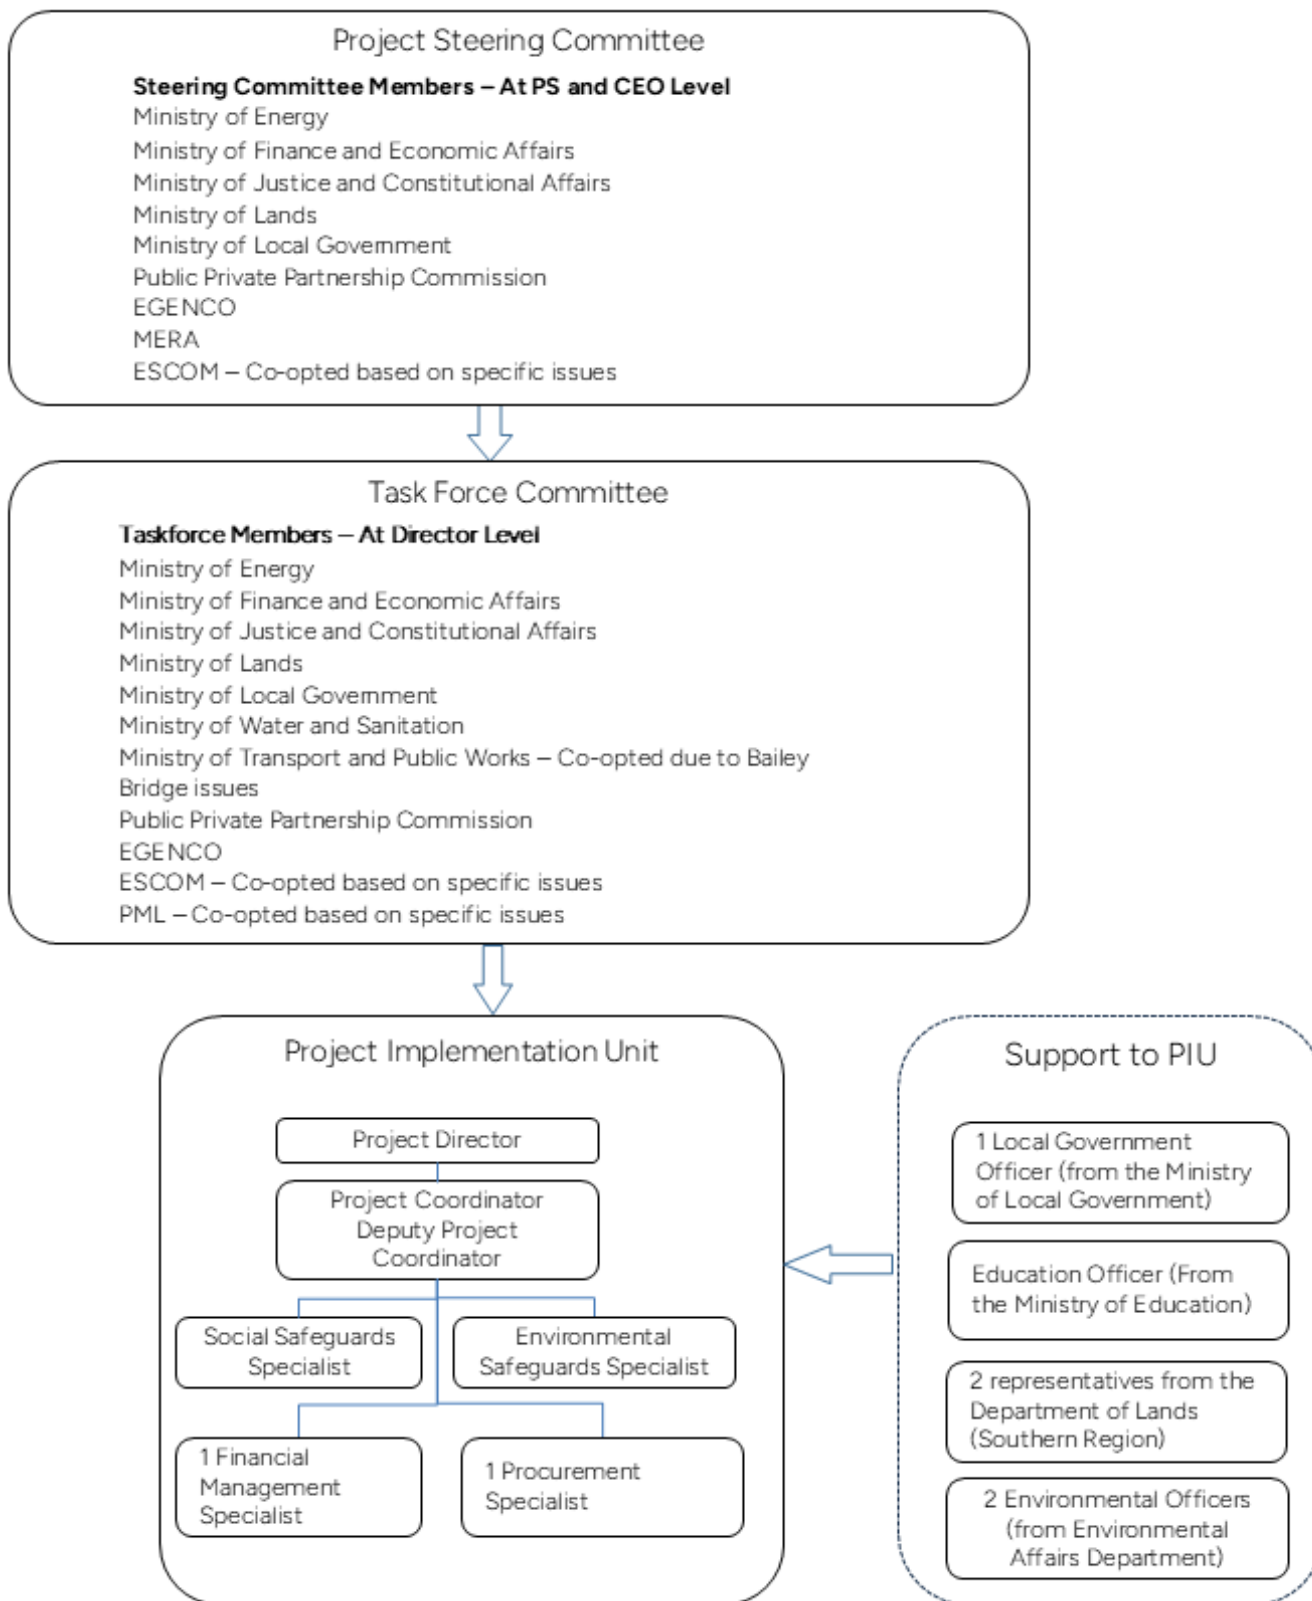 Project Steering Committee
Steering Committee Members – At PS and CEO Level
Ministry of Energy
Ministry of Finance and Economic Affairs
Ministry of Justice and Constitutional Affairs
Ministry of Lands
Ministry of Local Government
Public Private Partnership Commission
EGENCO
MERA
ESCOM – Co-opted based on specific issues
Task Force Committee
Taskforce Members – At Director Level
Ministry of Energy
Ministry of Finance and Economic Affairs
Ministry of Justice and Constitutional Affairs
Ministry of Lands
Ministry of Local Government
Ministry of Water and Sanitation
Ministry of Transport and Public Works – Co-opted due to Bailey
Bridge issues
Public Private Partnership Commission
EGENCO
ESCOM – Co-opted based on specific issues
PML – Co-opted based on specific issues
Project Implementation Unit
Project Director
Project Coordinator
Deputy Project
Coordinator
Social Safeguards
Specialist
Environmental
Safeguards Specialist
1 Financial
Management
Specialist
1 Procurement
Specialist
Support to PIU
1 Local Government
Officer (from the Ministry
of Local Government)
Education Officer (From
the Ministry of Education)
2 representatives from the
Department of Lands
(Southern Region)
2 Environmental Officers
(from Environmental
Affairs Department)